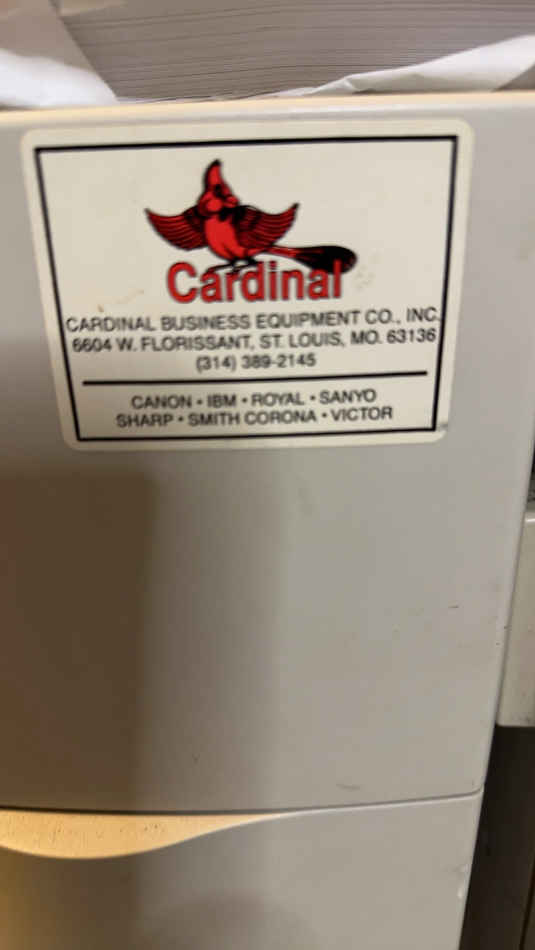 Cardinal
CARDINAL BUSINESS EQUIPMENT CO., INC.
6604 W. FLORISSANT, ST. LOUIS, MO. 63136
(314) 389-2145
CANON • IBM • ROYAL • SANYO
SHARP • SMITH CORONA • VICTOR